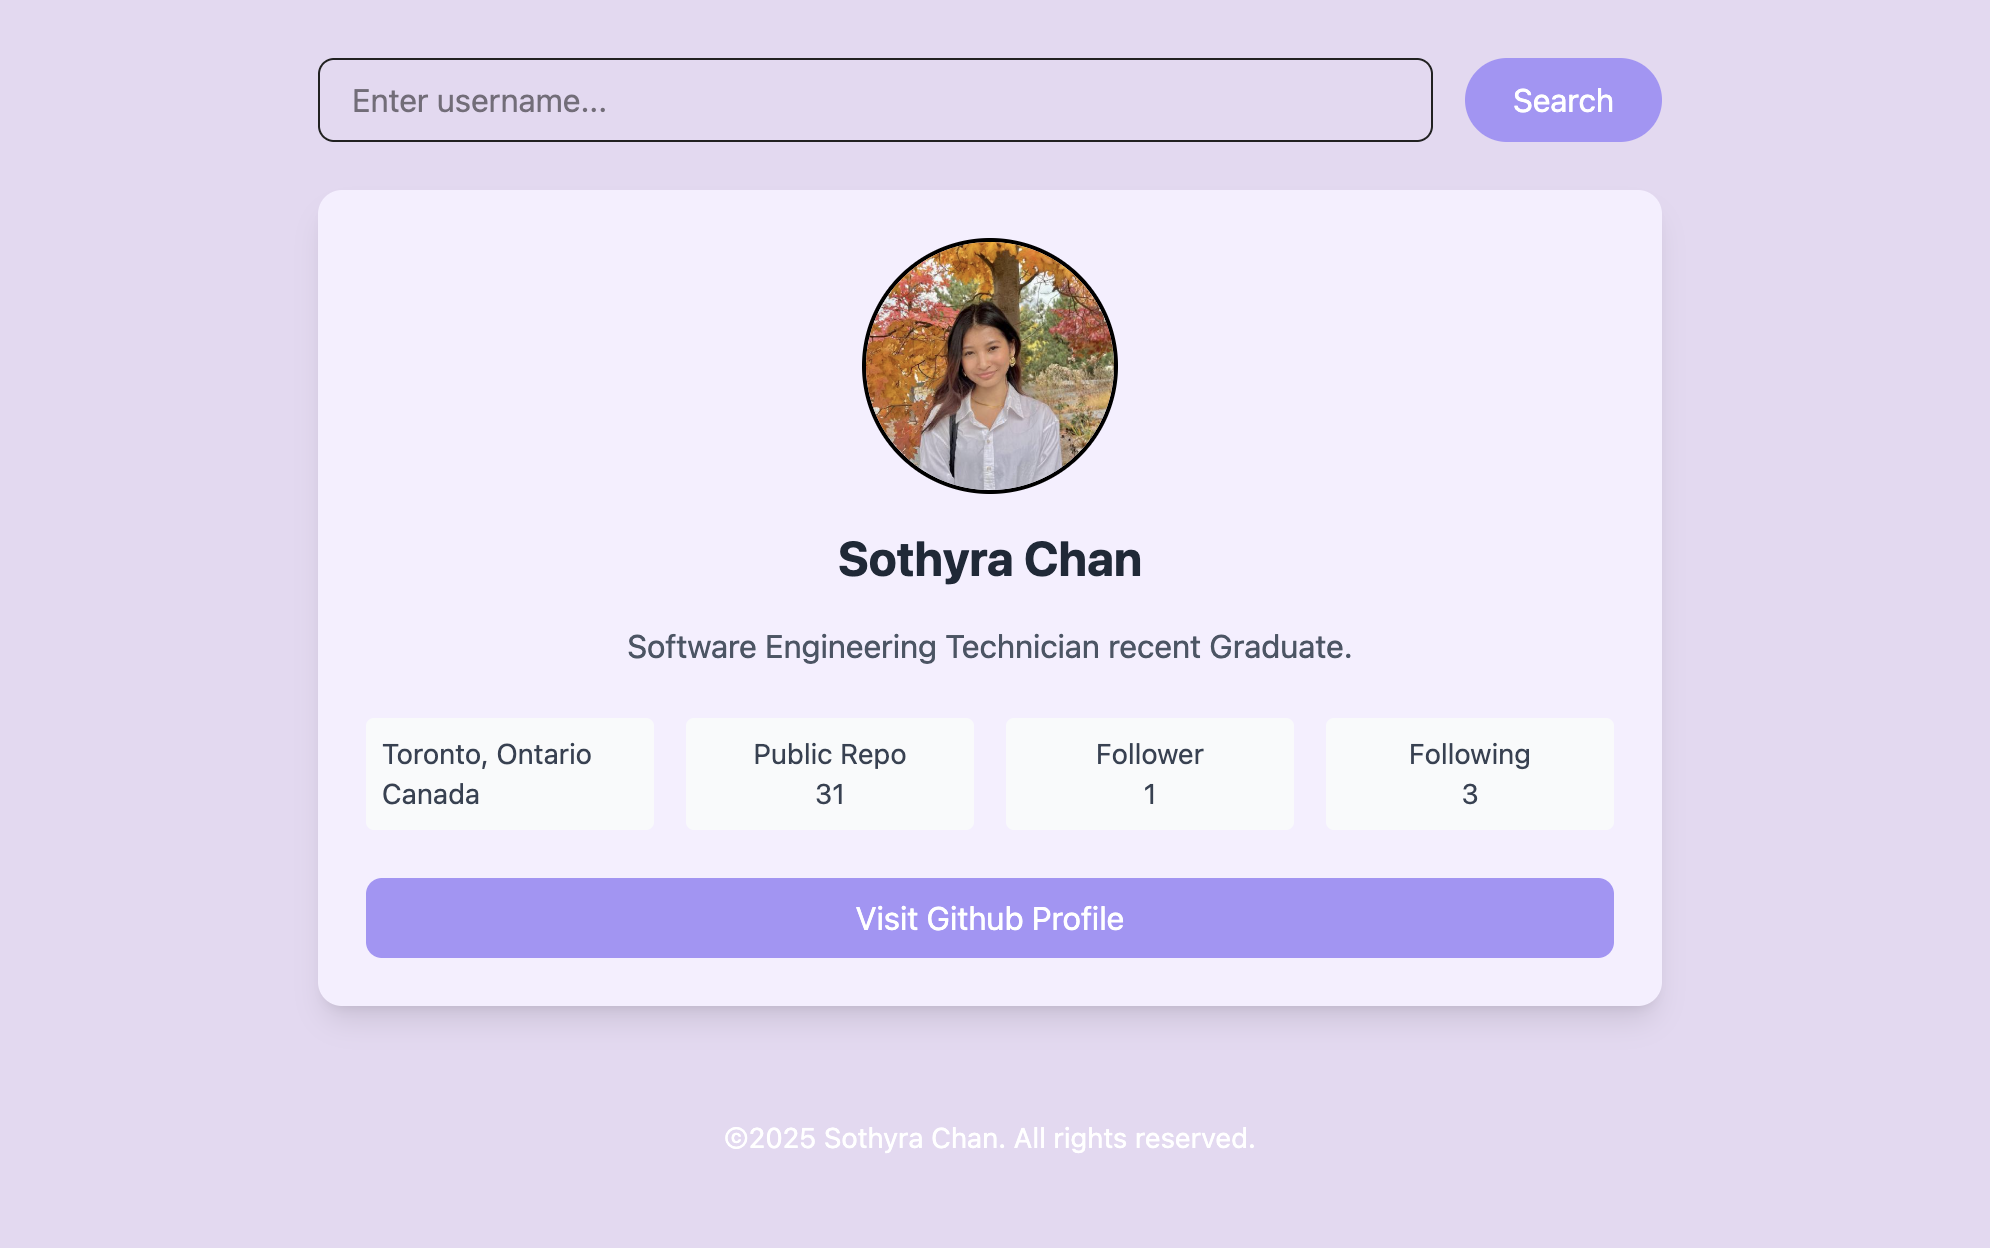 Enter username...
Search
Sothyra Chan
Software Engineering Technician recent Graduate.
Toronto, Ontario
Canada
Public Repo
31
Follower
1
Following
3
Visit Github Profile
©2025 Sothyra Chan. All rights reserved.